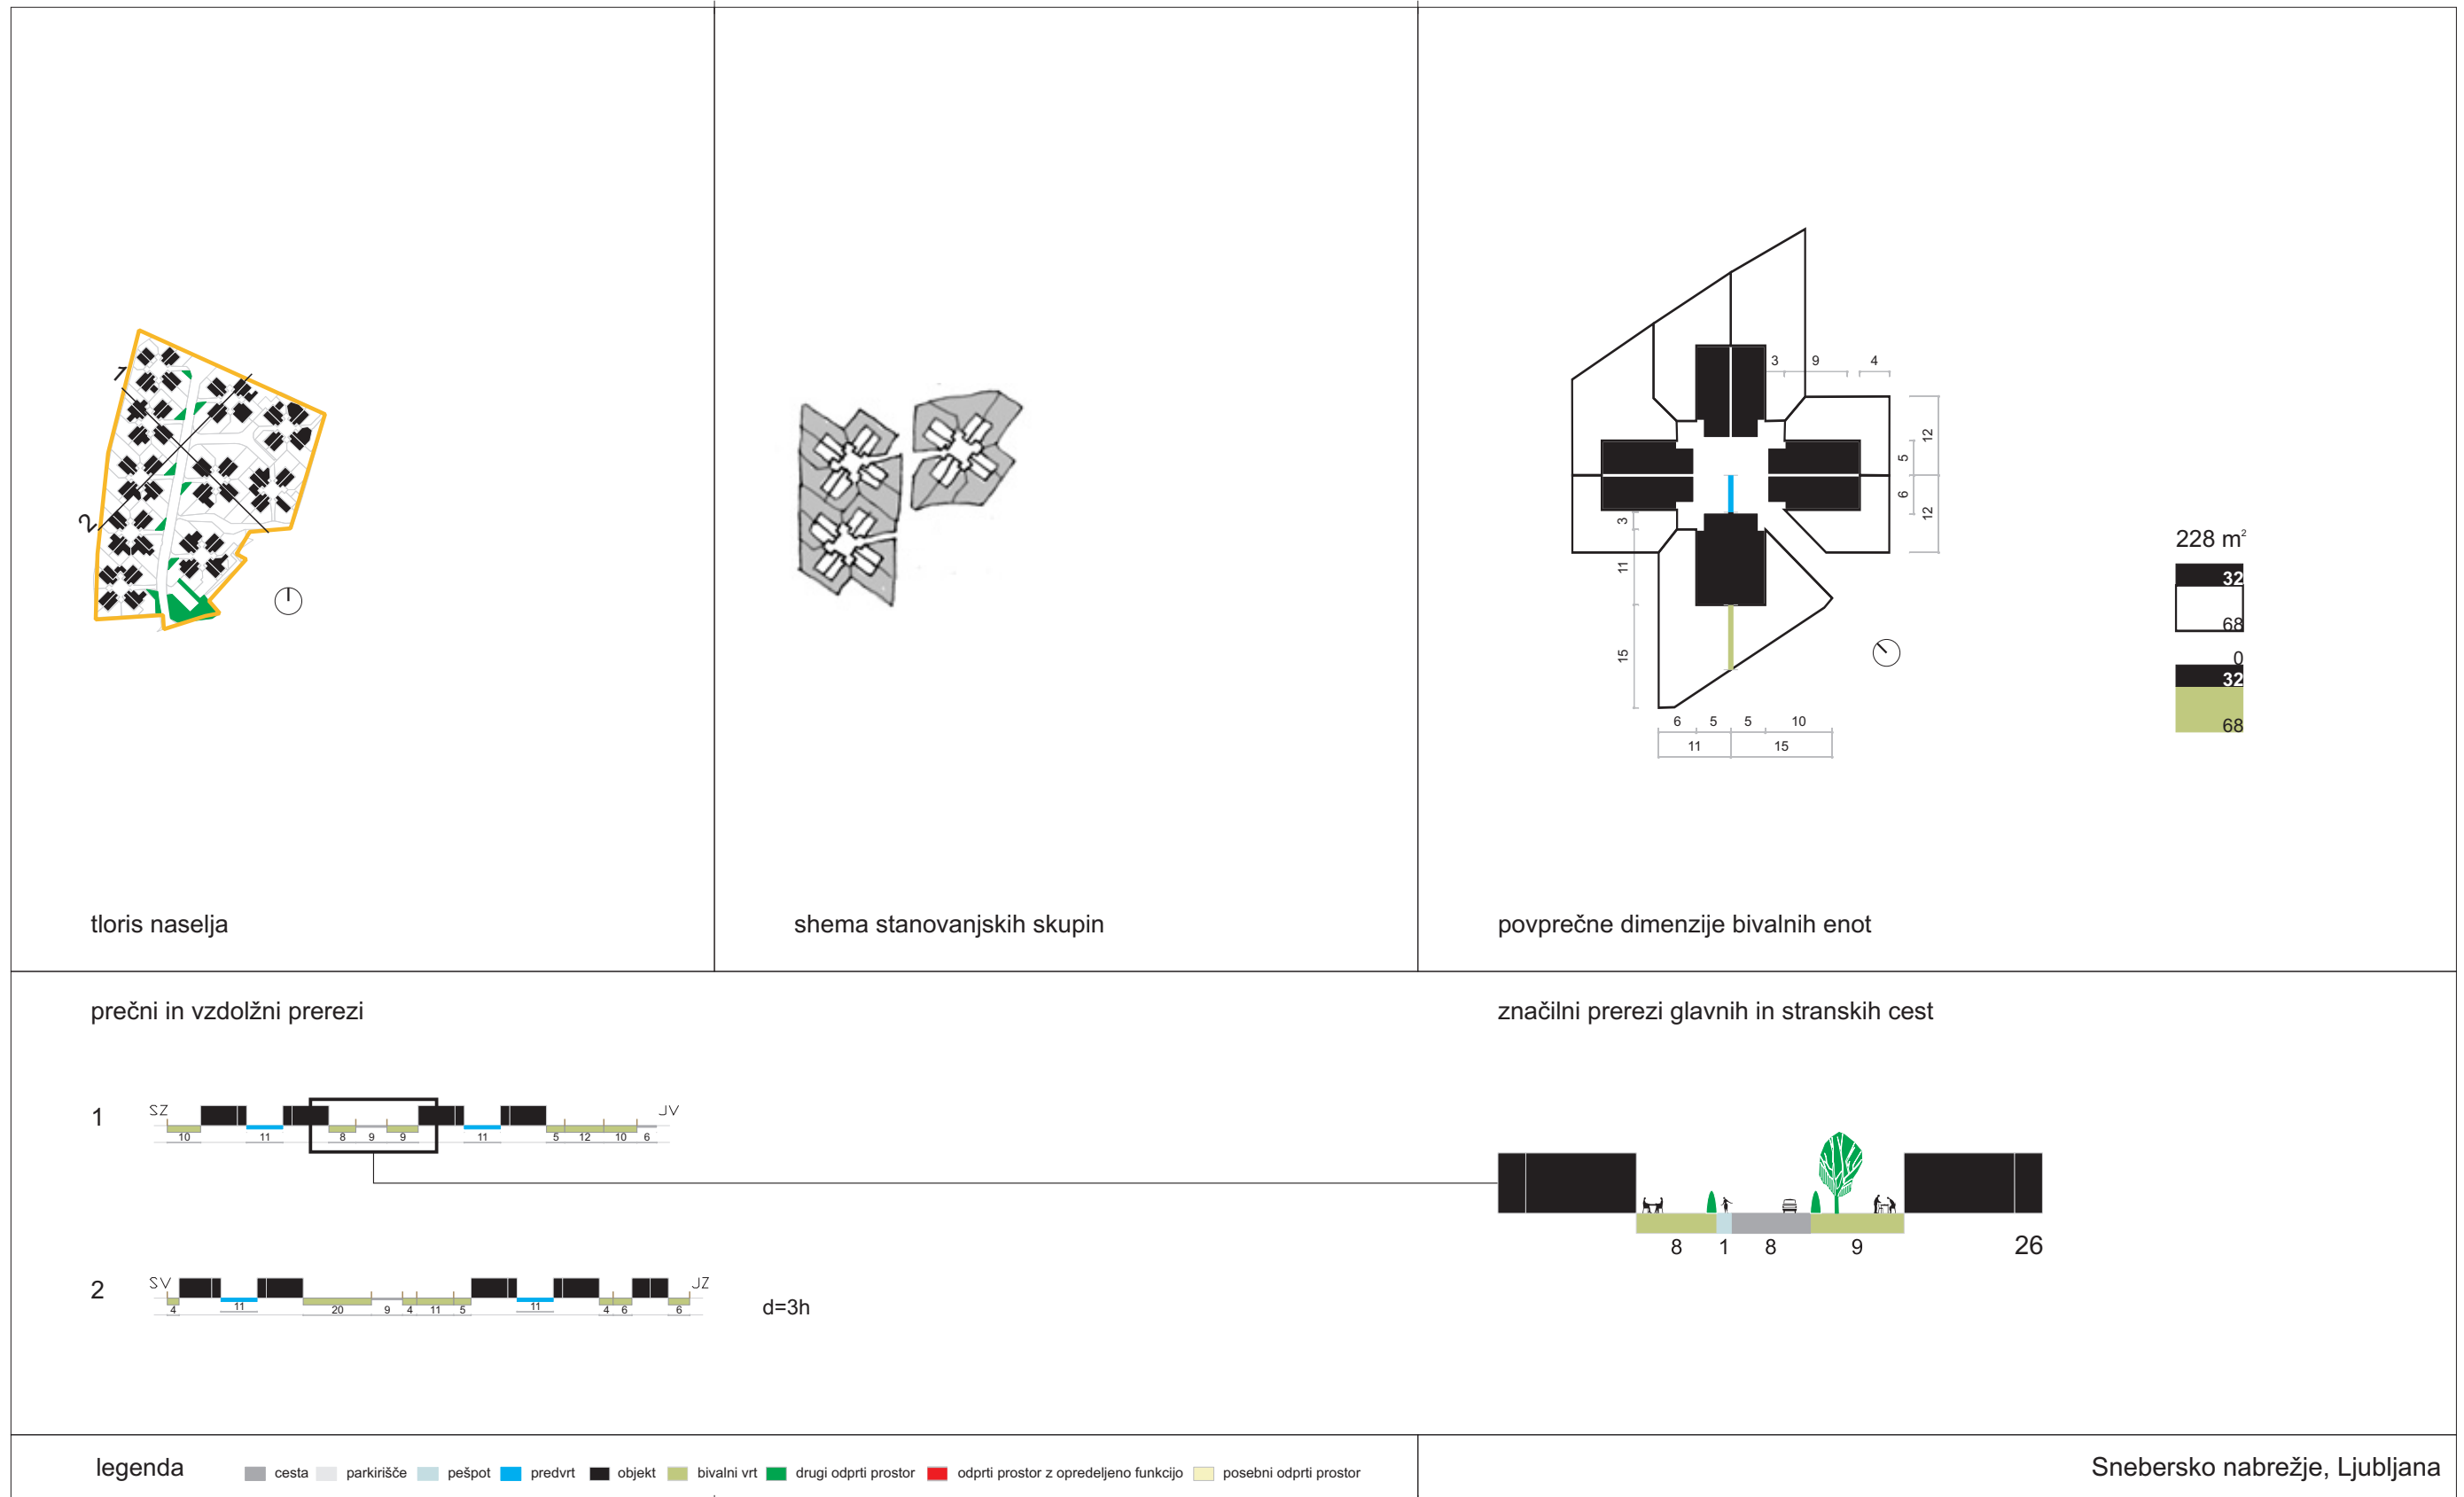 1
2
tloris naselja
shema stanovanjskih skupin
3 9 4
12
5
6
12
3
11
15
6 5 5 10
11 15
228 m²
32
68
0
32
68
povprečne dimenzije bivalnih enot
prečni in vzdolžni prerezi
1
SZ JV
10 11 8 9 9 11 5 12 10 6
2
SV JZ
4 11 20 9 4 11 5 11 4 6 6
d=3h
značilni prerezi glavnih in stranskih cest
8 1 8 9 26
legenda cesta parkirišče pešpot predvrt objekt bivalni vrt drugi odprti prostor odprti prostor z opredeljeno funkcijo posebni odprti prostor
Snebersko nabrežje, Ljubljana